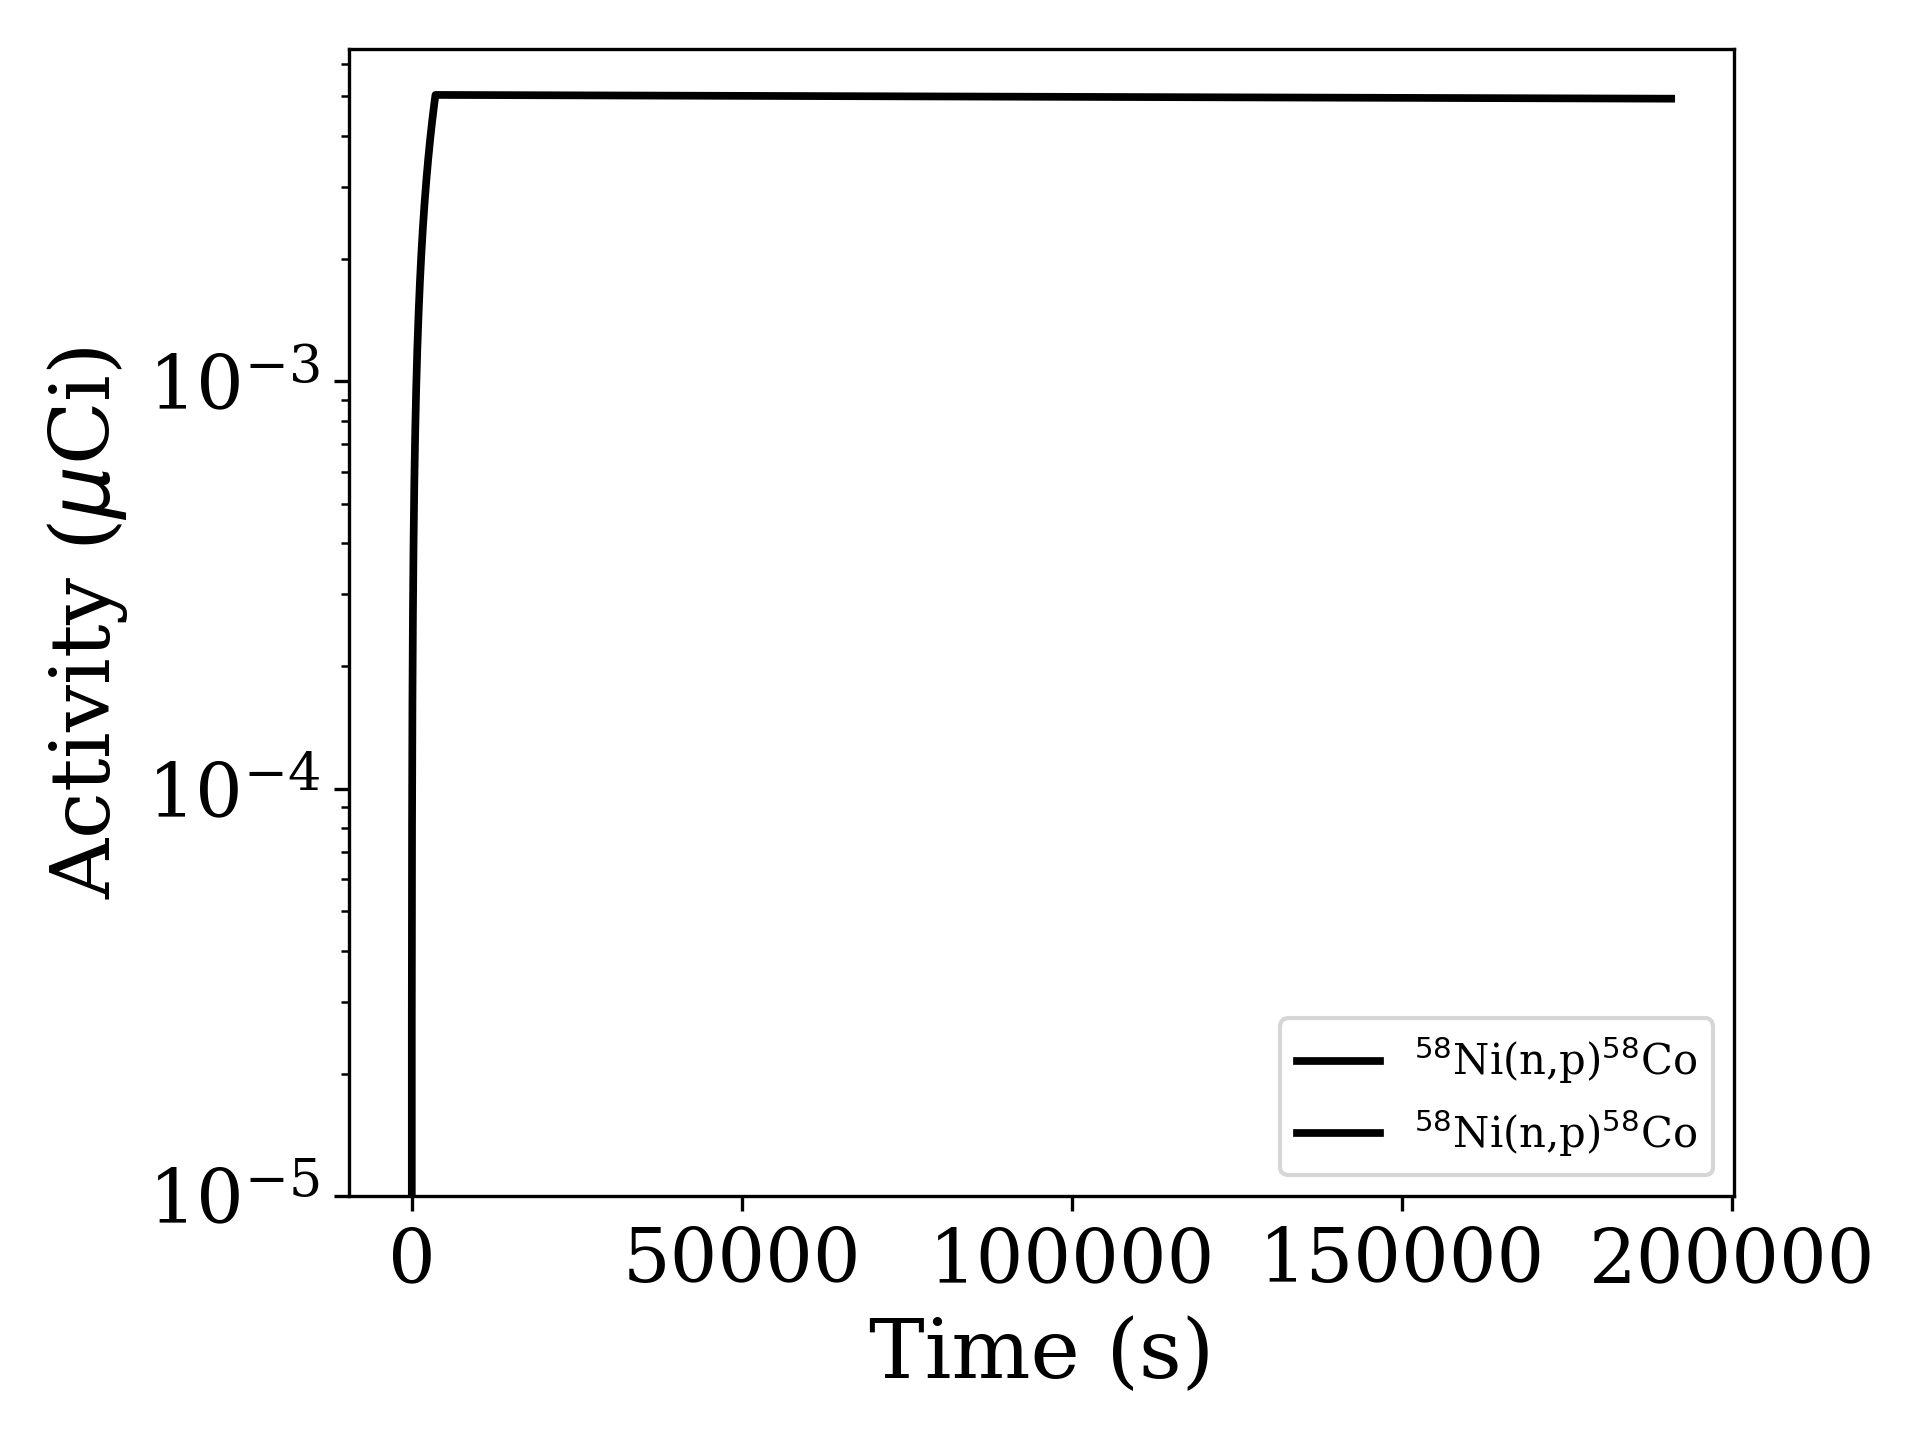 Activity (μCi)
10⁻³
10⁻⁴
10⁻⁵
⁵⁸Ni(n,p)⁵⁸Co
⁵⁸Ni(n,p)⁵⁸Co
0 50000 100000 150000 200000
Time (s)